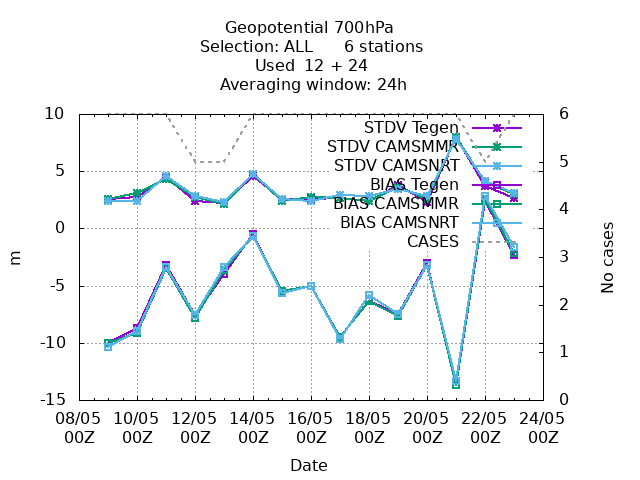 Geopotential 700hPa
Selection: ALL 6 stations
Used 12 + 24
Averaging window: 24h
10
5
0
-5
-10
-15
m
6
5
4
3
2
1
0
No cases
STDV Tegen
STDV CAMSMMR
STDV CAMSNRT
BIAS Tegen
BIAS CAMSMMR
BIAS CAMSNRT
CASES
08/05 10/05 12/05 14/05 16/05 18/05 20/05 22/05 24/05
00Z 00Z 00Z 00Z 00Z 00Z 00Z 00Z 00Z
Date